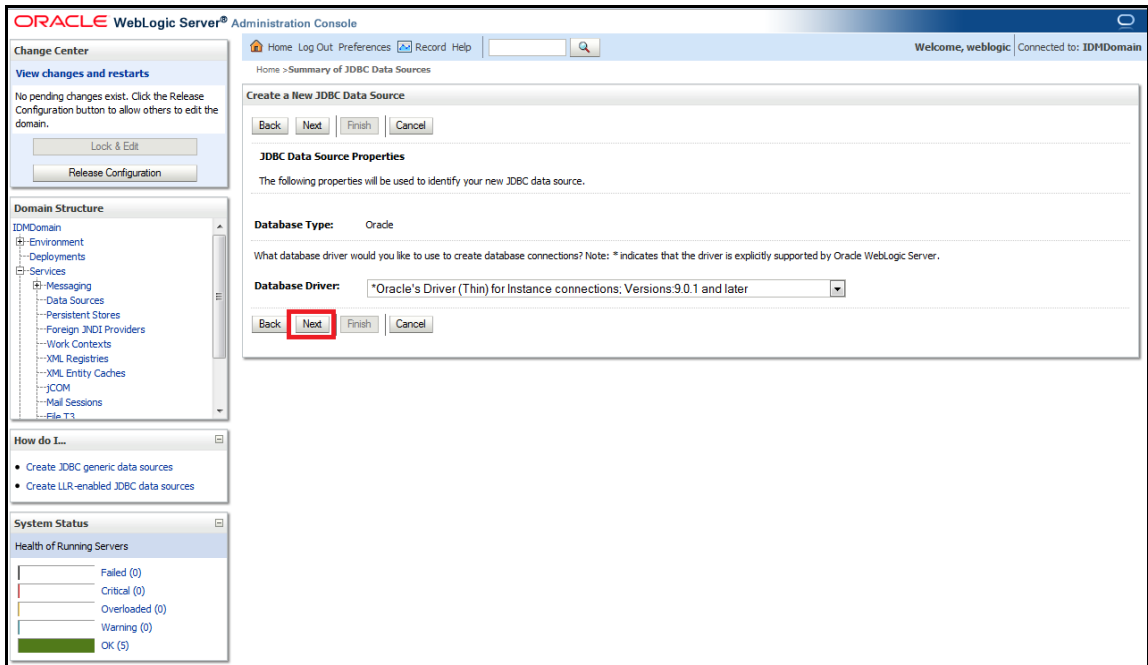 ORACLE WebLogic Server® Administration Console
Change Center
View changes and restarts
No pending changes exist. Click the Release
Configuration button to allow others to edit the
domain.
Lock & Edit
Release Configuration
Domain Structure
IDMDomain
Environment
Deployments
Services
Messaging
Data Sources
Persistent Stores
Foreign JNDI Providers
Work Contexts
XML Registries
XML Entity Caches
jCOM
Mail Sessions
File T3
How do I...
Create JDBC generic data sources
Create LLR-enabled JDBC data sources
System Status
Health of Running Servers
Failed (0)
Critical (0)
Overloaded (0)
Warning (0)
OK (5)
Home Log Out Preferences Record Help
Welcome, weblogic Connected to: IDMDomain
Home >Summary of JDBC Data Sources
Create a New JDBC Data Source
Back Next Finish Cancel
JDBC Data Source Properties
The following properties will be used to identify your new JDBC data source.
Database Type: Oracle
What database driver would you like to use to create database connections? Note: * indicates that the driver is explicitly supported by Oracle WebLogic Server.
Database Driver: *Oracle's Driver (Thin) for Instance connections; Versions:9.0.1 and later
Back Next Finish Cancel